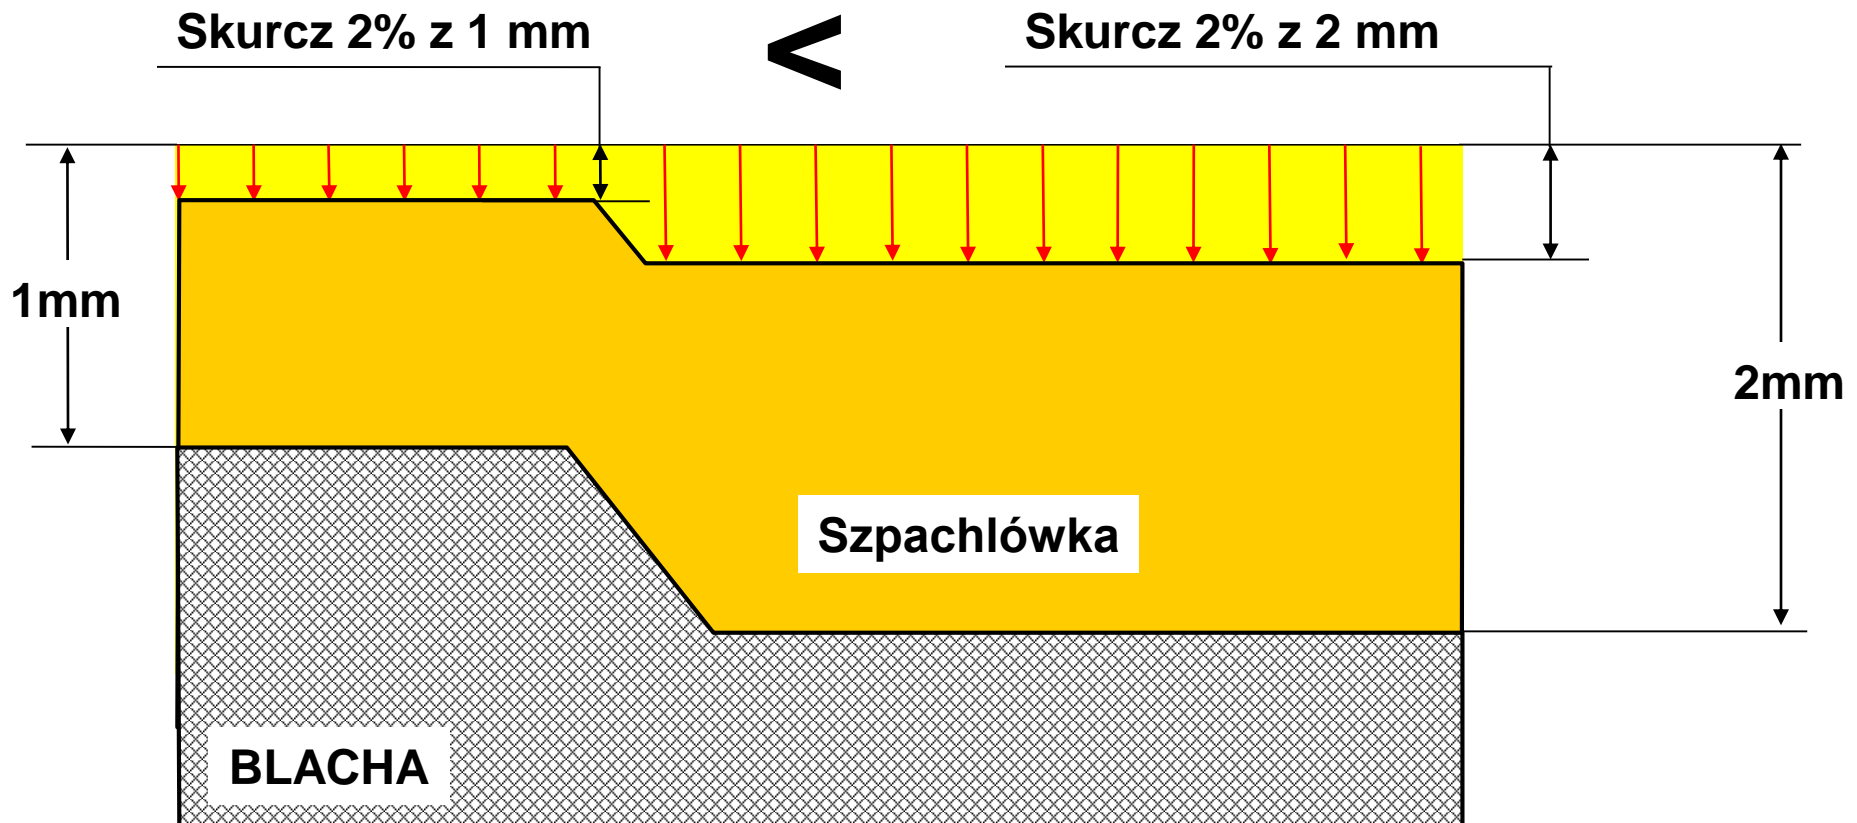 Skurcz 2% z 1 mm
<
Skurcz 2% z 2 mm
1mm
2mm
Szpachlówka
BLACHA